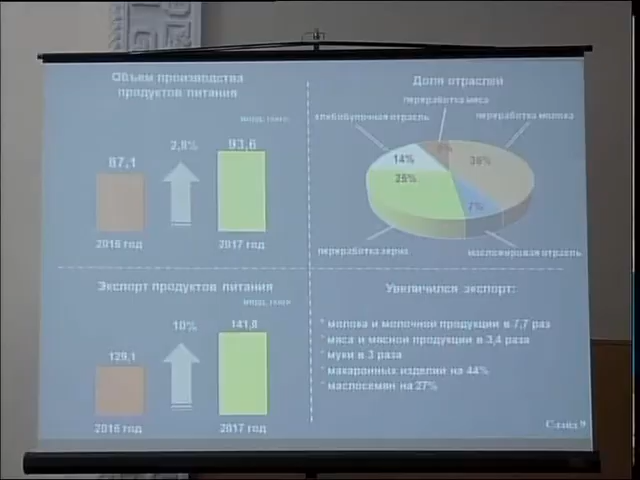 Объем производства
продуктов питания
млрд. тенге
2,8%
87,1
93,6
2016 год
2017 год
Доля отраслей
переработка мяса
хлебобулочная отрасль
переработка молока
14%
38%
25%
7%
переработка зерна
масложировая отрасль
Экспорт продуктов питания
10%
129,1
141,8
2016 год
2017 год
Увеличился экспорт:
* молока и молочной продукции в 7,7 раз
* мяса и мясной продукции в 3,4 раза
* муки в 3 раза
* макаронных изделий на 44%
* маслосемян на 27%
Слайд 9